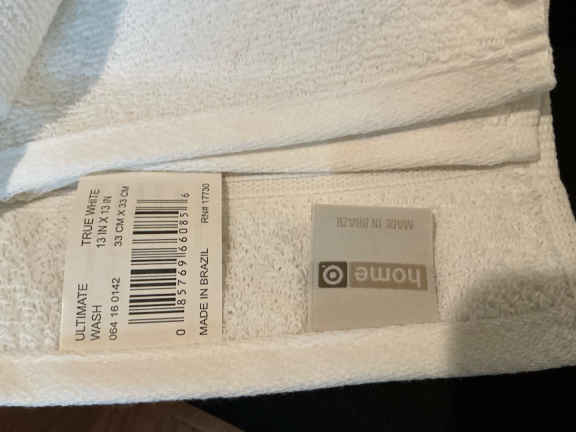 ULTIMATE TRUE WHITE
WASH 13 IN X 13 IN
064 16 0142 33 CM X 33 CM
0 85769 66085 6
MADE IN BRAZIL RN# 17730
home
MADE IN BRAZIL